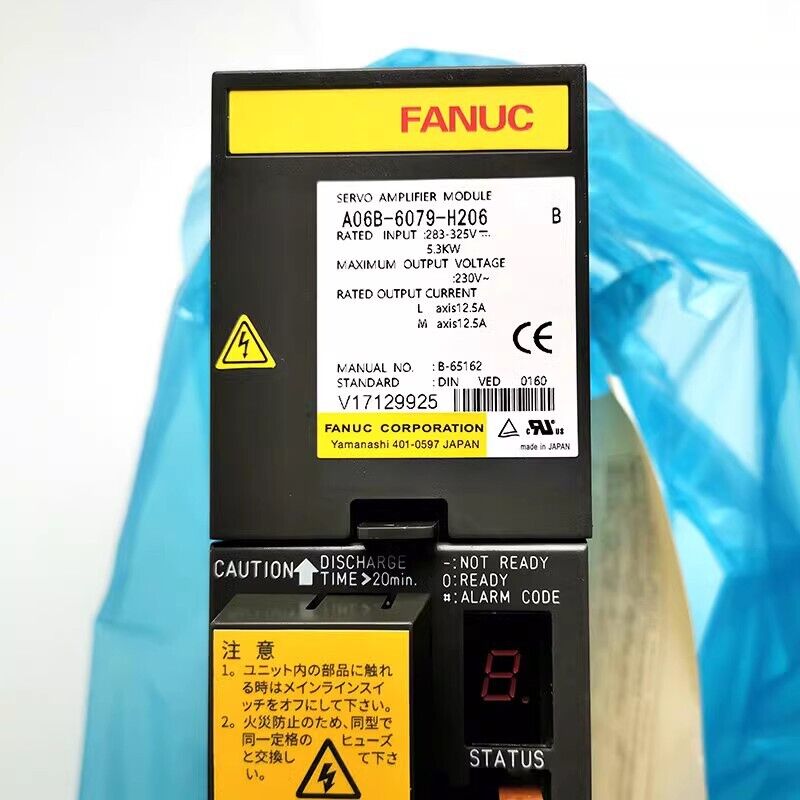 FANUC
SERVO AMPLIFIER MODULE
A06B-6079-H206 B
RATED INPUT :283-325V⎓
5.3KW
MAXIMUM OUTPUT VOLTAGE
:230V~
RATED OUTPUT CURRENT
L axis12.5A
M axis12.5A
CE
MANUAL NO. :B-65162
STANDARD :DIN VED 0160
V17129925
FANUC CORPORATION
Yamanashi 401-0597 JAPAN
c RU US
made in JAPAN
CAUTION DISCHARGE
TIME>20min.
-:NOT READY
0:READY
#:ALARM CODE
注意
1。ユニット内の部品に触れ
る時はメインラインスイ
ッチをオフにして下さい。
2。火災防止のため、同型で
同一定格の ヒューズ
と交換し て下さ
い。
8.
STATUS